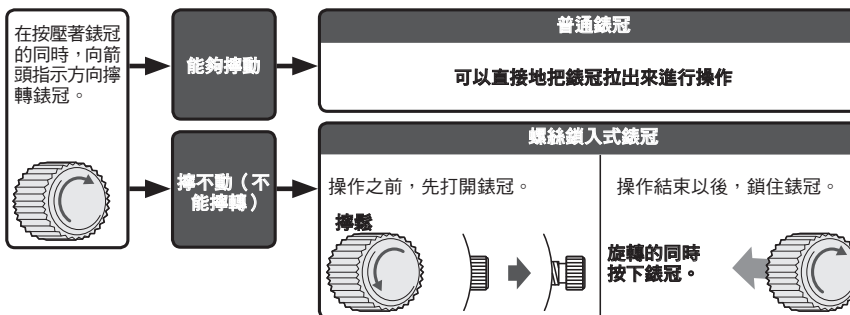 在按壓著錶冠
的同時，向箭
頭指示方向擰
轉錶冠。
能夠擰動
普通錶冠
可以直接地把錶冠拉出來進行操作
擰不動（不
能擰轉）
螺絲鎖入式錶冠
操作之前，先打開錶冠。
擰鬆
操作結束以後，鎖住錶冠。
旋轉的同時
按下錶冠。